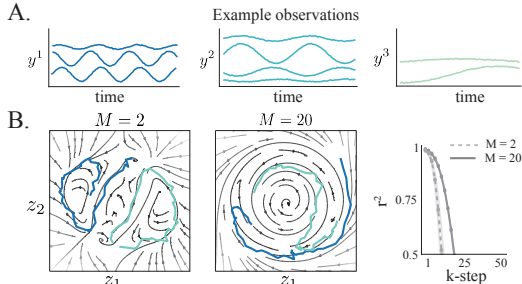 A.
Example observations
y¹
y²
y³
time
time
time
B.
M = 2
M = 20
z₂
z₁
z₁
r²
1
0.75
0.5
M = 2
M = 20
1
25
50
k-step